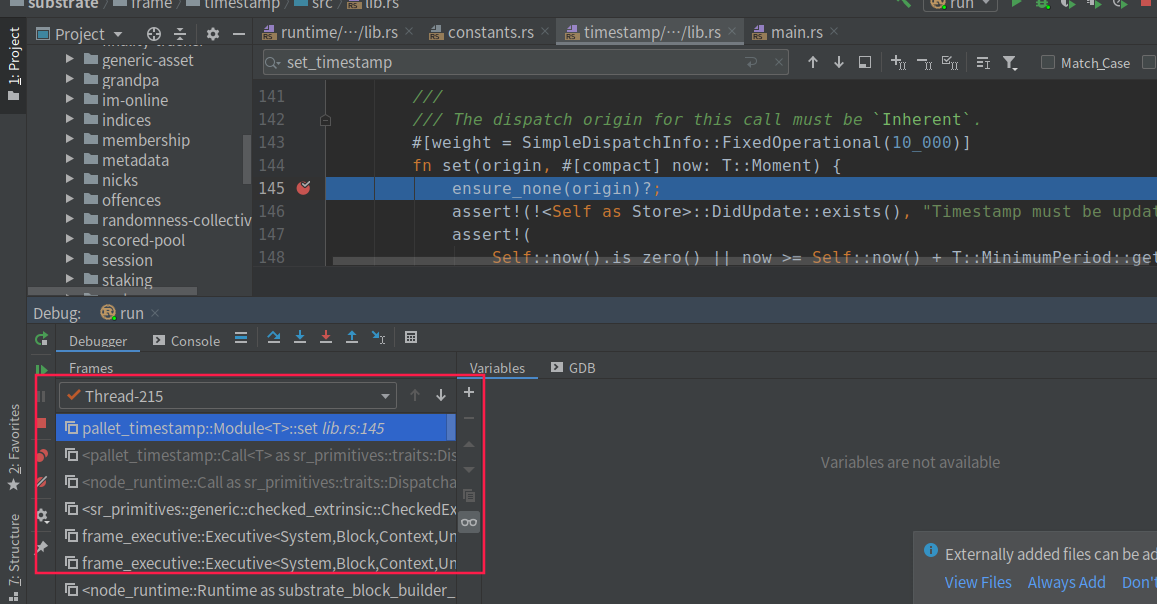 substrate frame timestamp src lib.rs run
Project runtime/···/lib.rs constants.rs timestamp/···/lib.rs main.rs
1: Project
generic-asset
grandpa
im-online
indices
membership
metadata
nicks
offences
randomness-collectiv
scored-pool
session
staking
set_timestamp Match Case
141 ///
142 /// The dispatch origin for this call must be `Inherent`.
143 #[weight = SimpleDispatchInfo::FixedOperational(10_000)]
144 fn set(origin, #[compact] now: T::Moment) {
145 ensure_none(origin)?;
146 assert!(!<Self as Store>::DidUpdate::exists(), "Timestamp must be updat
147 assert!(
148 Self::now().is_zero() || now >= Self::now() + T::MinimumPeriod::get
Debug: run
Debugger Console
Frames Variables GDB
Thread-215
pallet_timestamp::Module<T>::set lib.rs:145
<pallet_timestamp::Call<T> as sr_primitives::traits::Dis
<node_runtime::Call as sr_primitives::traits::Dispatcha
<sr_primitives::generic::checked_extrinsic::CheckedEx
frame_executive::Executive<System,Block,Context,Un
frame_executive::Executive<System,Block,Context,Un
<node_runtime::Runtime as substrate_block_builder_
Variables are not available
2: Favorites
7: Structure
Externally added files can be ad
View Files Always Add Don't